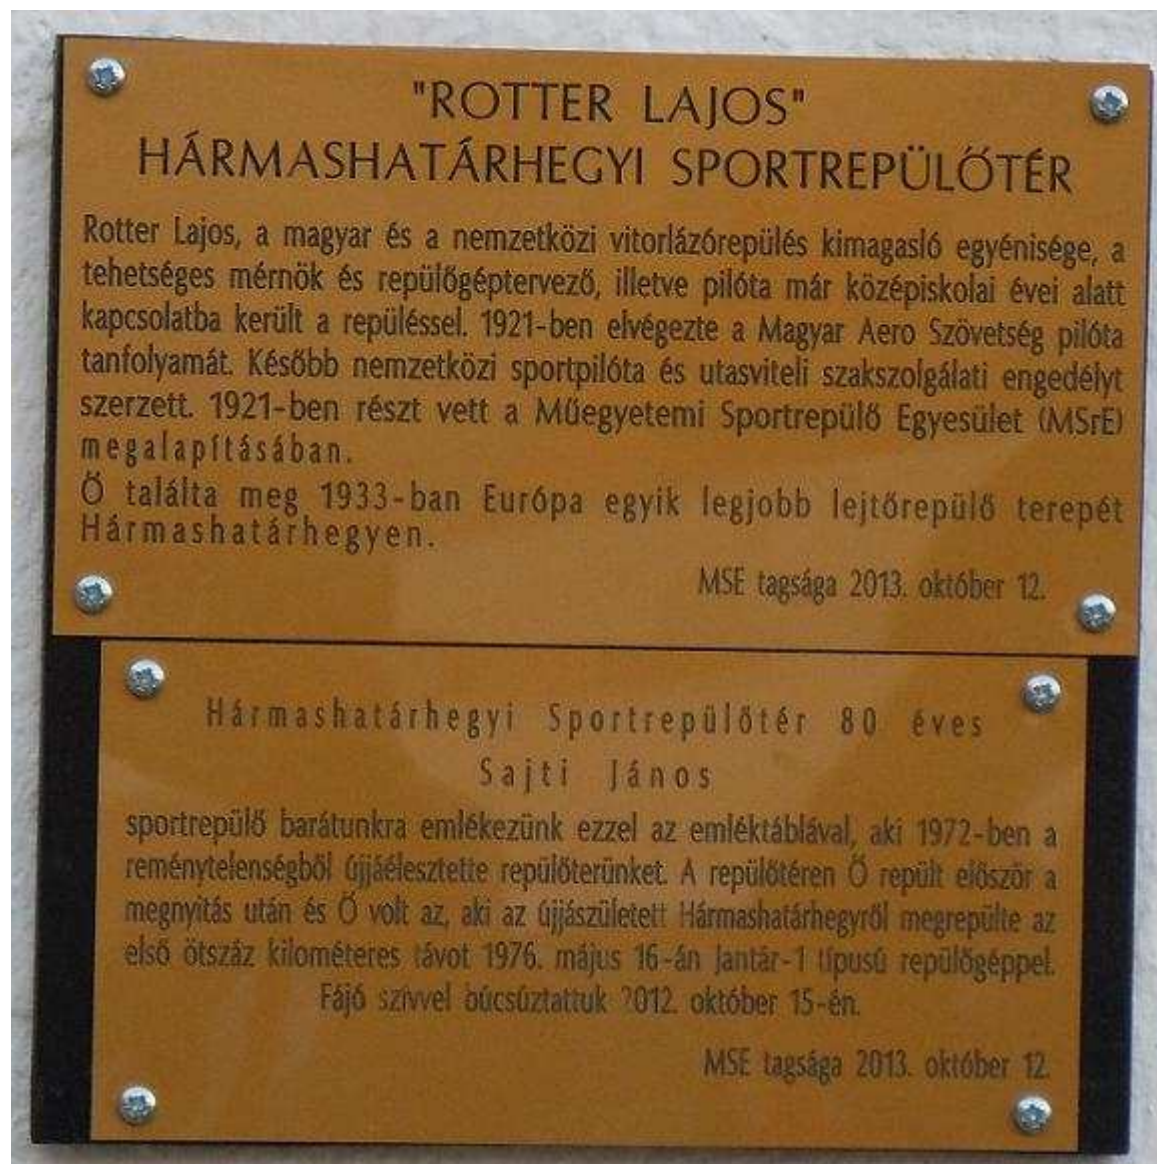 "ROTTER LAJOS"
HÁRMASHATÁRHEGYI SPORTREPÜLŐTÉR
Rotter Lajos, a magyar és a nemzetközi vitorlázórepülés kimagasló egyénisége, a
tehetséges mérnök és repülőgéptervező, illetve pilóta már középiskolai évei alatt
kapcsolatba került a repüléssel. 1921-ben elvégezte a Magyar Aero Szövetség pilóta
tanfolyamát. Később nemzetközi sportpilóta és utasviteli szakszolgálati engedélyt
szerzett. 1921-ben részt vett a Műegyetemi Sportrepülő Egyesület (MSrE)
megalapításában.
Ő találta meg 1933-ban Európa egyik legjobb lejtőrepülő terepét
Hármashatárhegyen.
MSE tagsága 2013. október 12.
Hármashatárhegyi Sportrepülőtér 80 éves
Sajti János
sportrepülő barátunkra emlékezünk ezzel az emléktáblával, aki 1972-ben a
reménytelenségből újjáélesztette repülőterünket. A repülőtéren Ő repült először a
megnyitás után és Ő volt az, aki az újjászületett Hármashatárhegyről megrepülte az
első ötszáz kilométeres távot 1976. május 16-án Jantár-1 típusú repülőgéppel.
Fájó szívvel búcsúztattuk 2012. október 15-én.
MSE tagsága 2013. október 12.